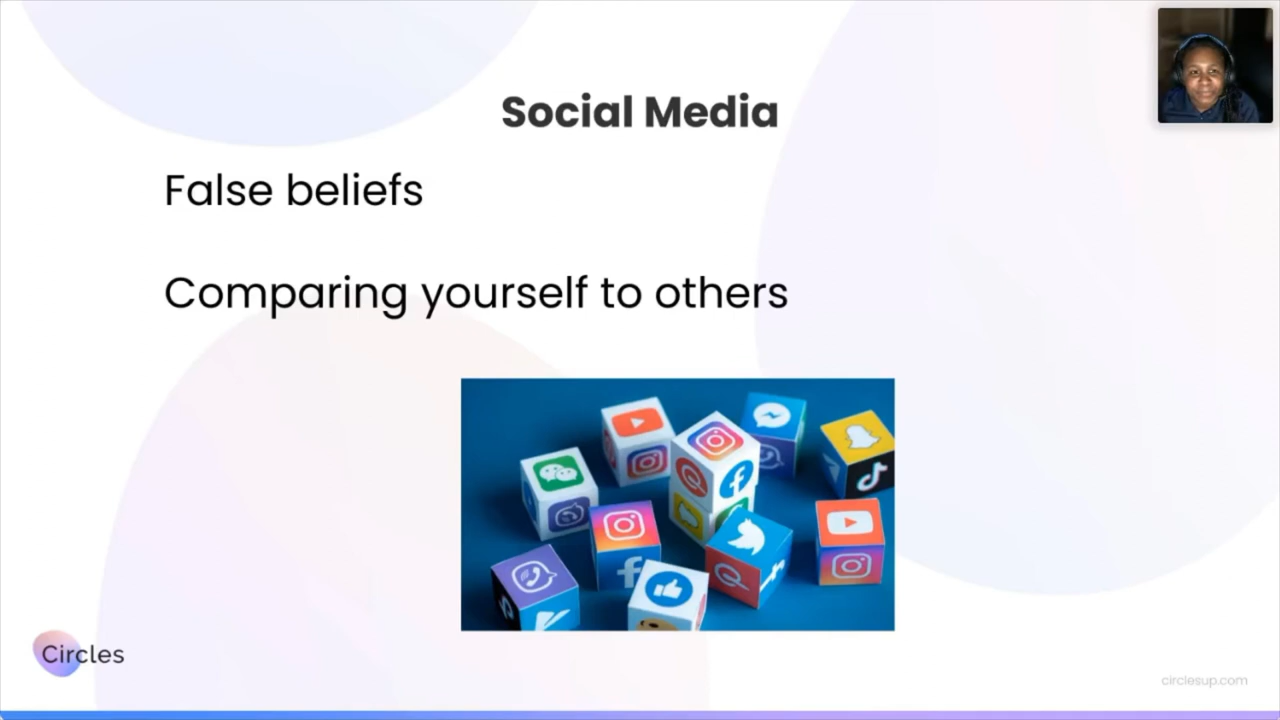 Social Media
False beliefs
Comparing yourself to others
Circles
circlesup.com